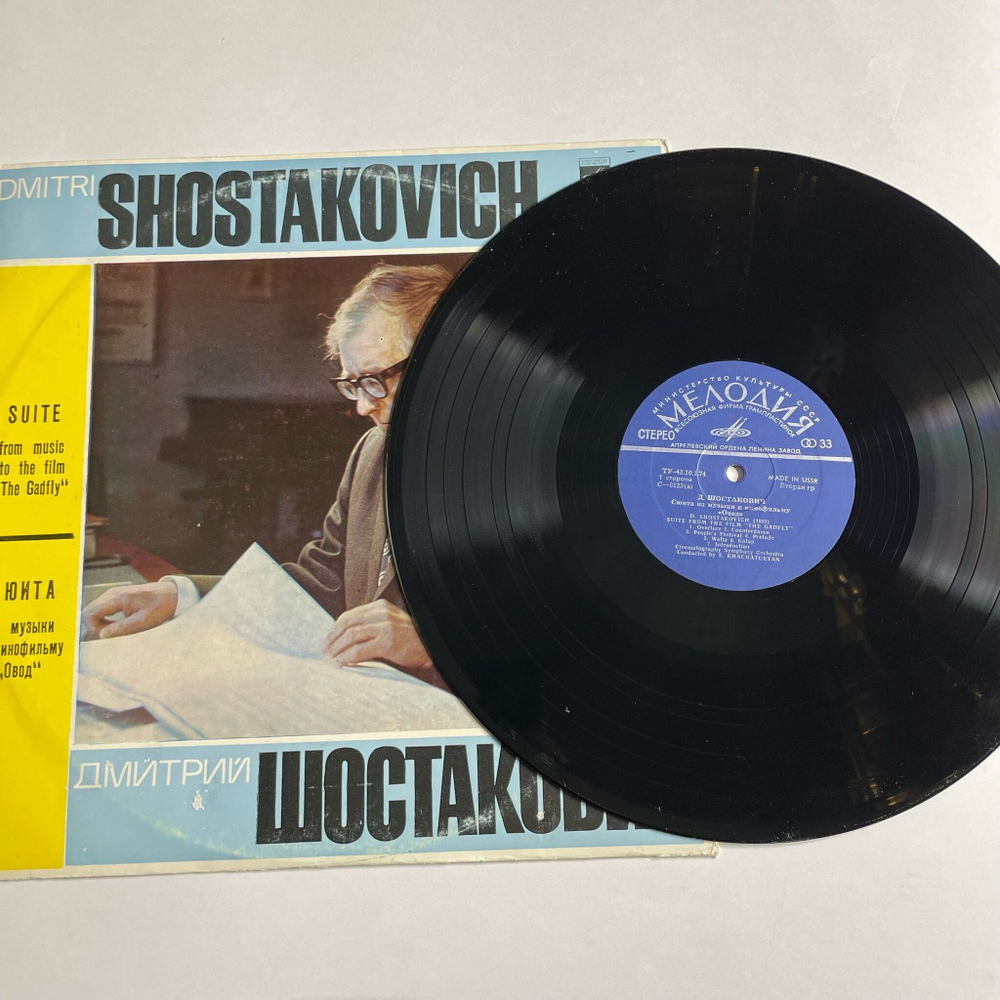 DMITRI SHOSTAKOVICH
SUITE
from music
to the film
The Gadfly“
ЮИТА
музыки
инофильму
„Овод“
ДМИТРИЙ ШОСТАКОВИ
МИНИСТЕРСТВО КУЛЬТУРЫ СССР
МЕЛОДИЯ
ВСЕСОЮЗНАЯ ФИРМА ГРАМПЛАСТИНОК
СТЕРЕО
33
АПРЕЛЕВСКИЙ ОРДЕНА ЛЕНИНА ЗАВОД
MADE IN USSR
1 сторона
Вторая гр
Д. ШОСТАКОВИЧ
Сюита из музыки к кинофильму
«Овод»
D. SHOSTAKOVICH
SUITE FROM THE FILM "THE GADFLY"
1. Overture 2. Counterdance
3. People's Festival 4. Prelude
5. Waltz 6. Galop
7. Introduction
Cinematography Symphony Orchestra
Conducted by E. KHACHATURYAN